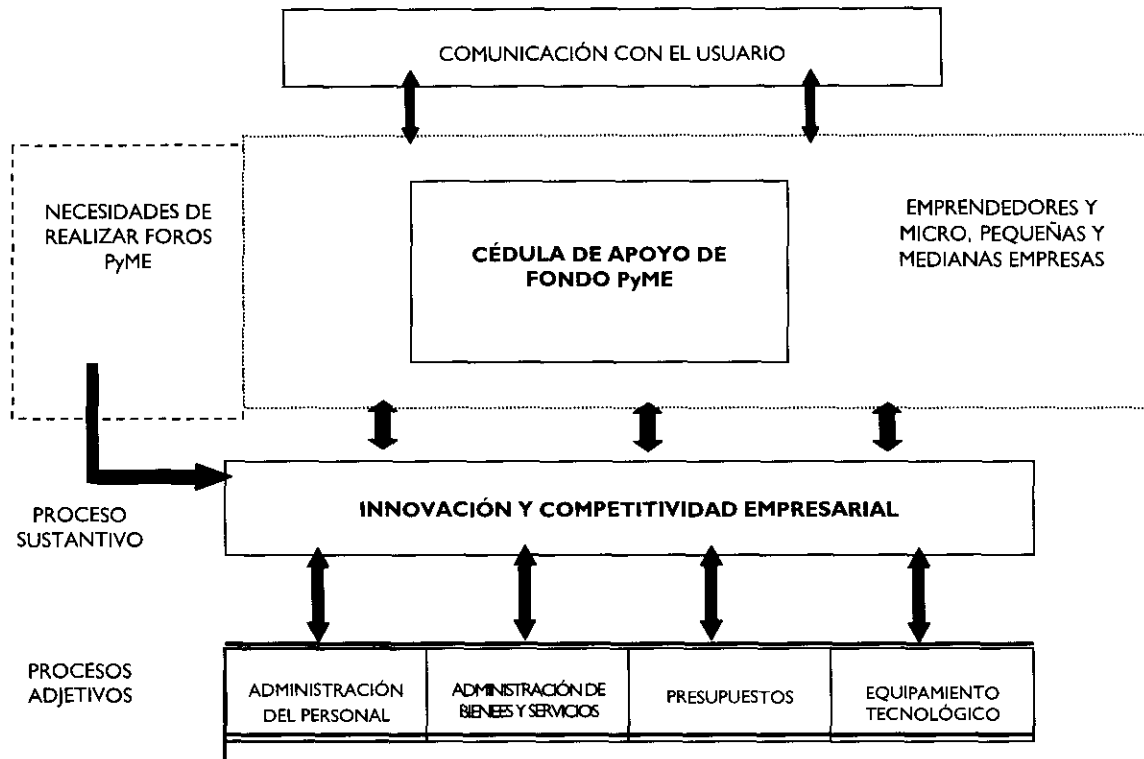 COMUNICACIÓN CON EL USUARIO
NECESIDADES DE
REALIZAR FOROS
PyME
CÉDULA DE APOYO DE
FONDO PyME
EMPRENDEDORES Y
MICRO, PEQUEÑAS Y
MEDIANAS EMPRESAS
INNOVACIÓN Y COMPETITIVIDAD EMPRESARIAL
PROCESO
SUSTANTIVO
PROCESOS
ADJETIVOS
ADMINISTRACIÓN
DEL PERSONAL
ADMINISTRACIÓN DE
BIENEES Y SERVICIOS
PRESUPUESTOS
EQUIPAMIENTO
TECNOLÓGICO